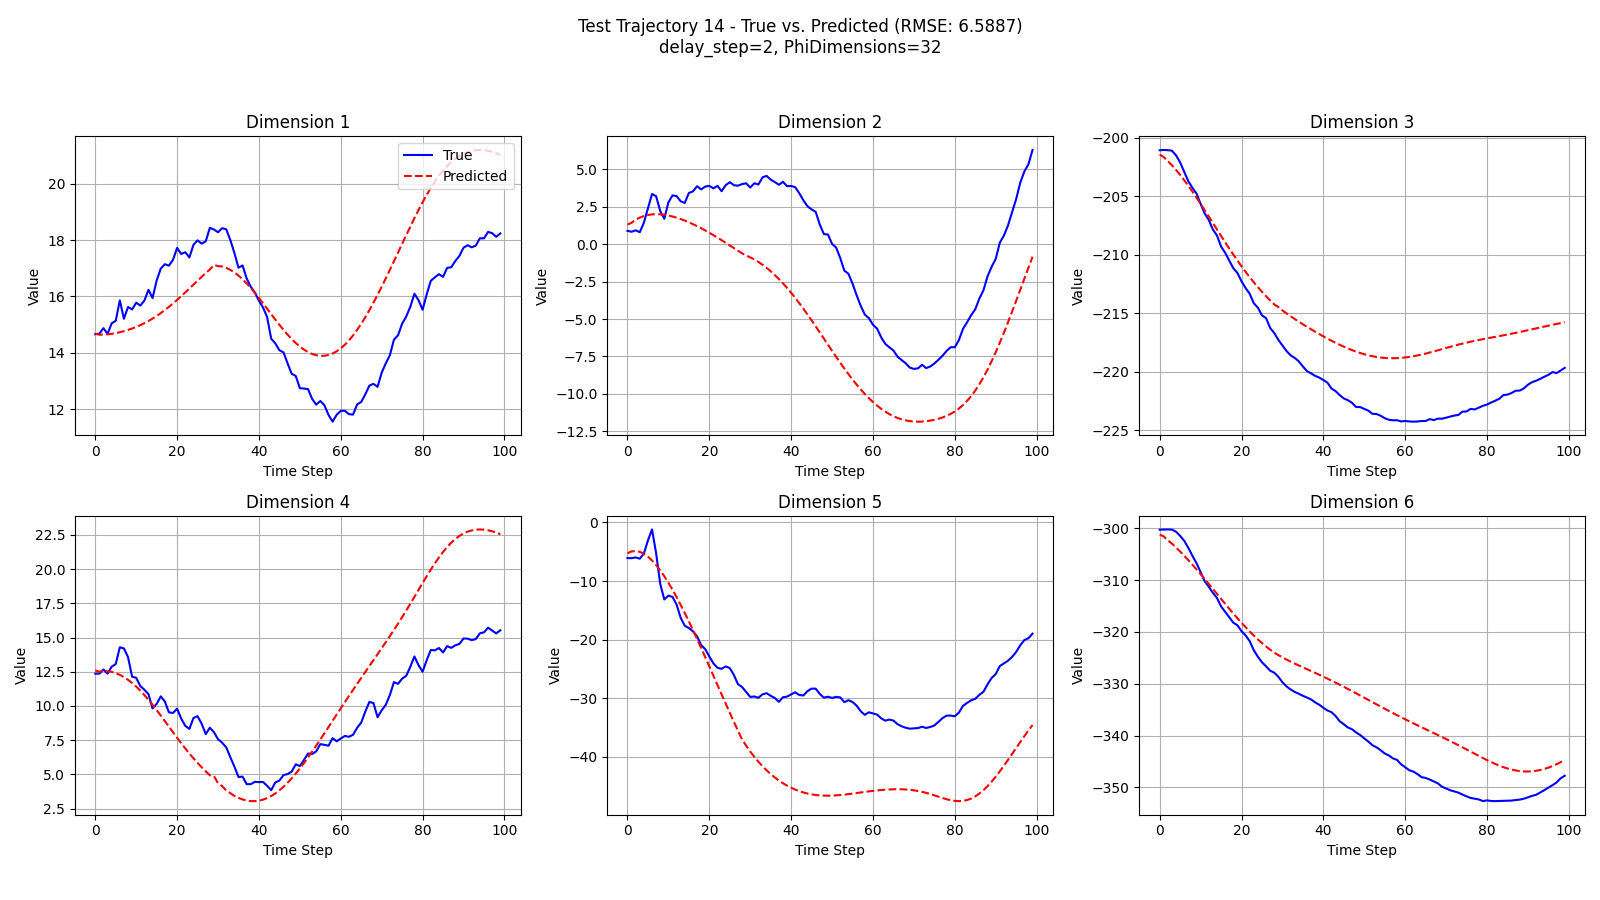 Test Trajectory 14 - True vs. Predicted (RMSE: 6.5887)
delay_step=2, PhiDimensions=32
Dimension 1
True
Predicted
Value
20
18
16
14
12
0 20 40 60 80 100
Time Step
Dimension 2
Value
5.0
2.5
0.0
−2.5
−5.0
−7.5
−10.0
−12.5
0 20 40 60 80 100
Time Step
Dimension 3
Value
−200
−205
−210
−215
−220
−225
0 20 40 60 80 100
Time Step
Dimension 4
Value
22.5
20.0
17.5
15.0
12.5
10.0
7.5
5.0
2.5
0 20 40 60 80 100
Time Step
Dimension 5
Value
0
−10
−20
−30
−40
0 20 40 60 80 100
Time Step
Dimension 6
Value
−300
−310
−320
−330
−340
−350
0 20 40 60 80 100
Time Step